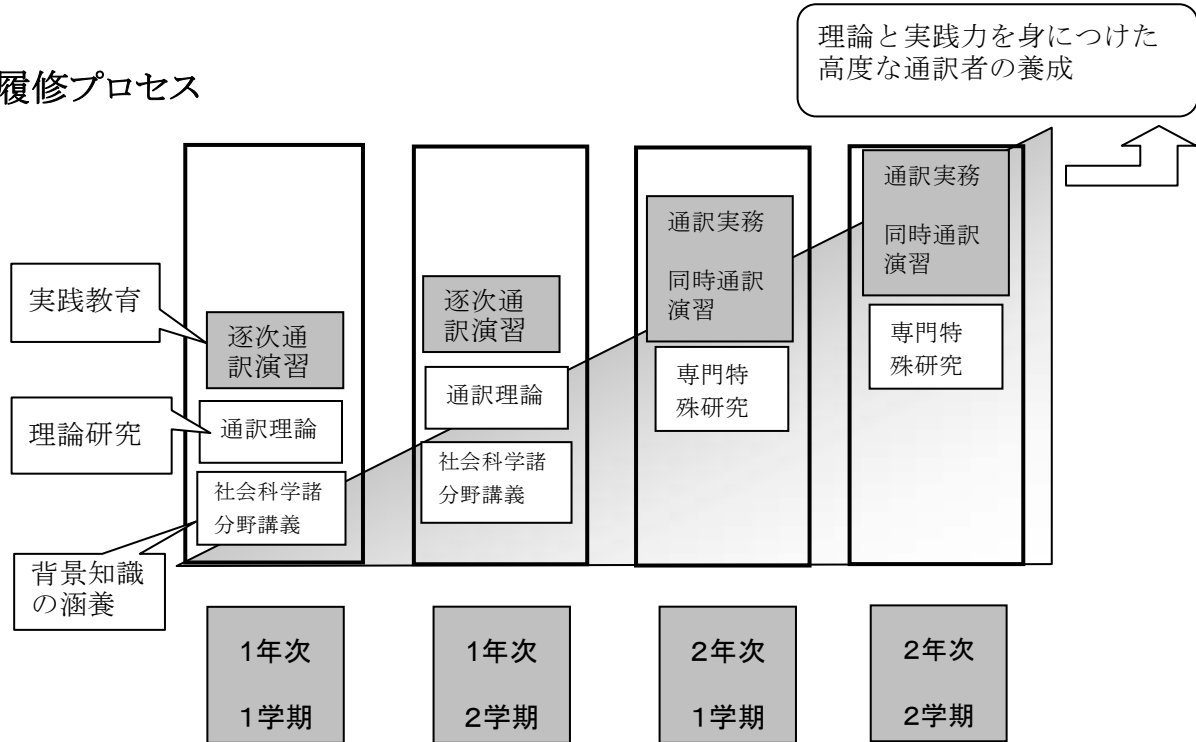 履修プロセス
理論と実践力を身につけた
高度な通訳者の養成
実践教育
理論研究
背景知識
の涵養
逐次通
訳演習
通訳理論
社会科学諸
分野講義
逐次通
訳演習
通訳理論
社会科学諸
分野講義
通訳実務
同時通訳
演習
専門特
殊研究
通訳実務
同時通訳
演習
専門特
殊研究
1年次
1学期
1年次
2学期
2年次
1学期
2年次
2学期